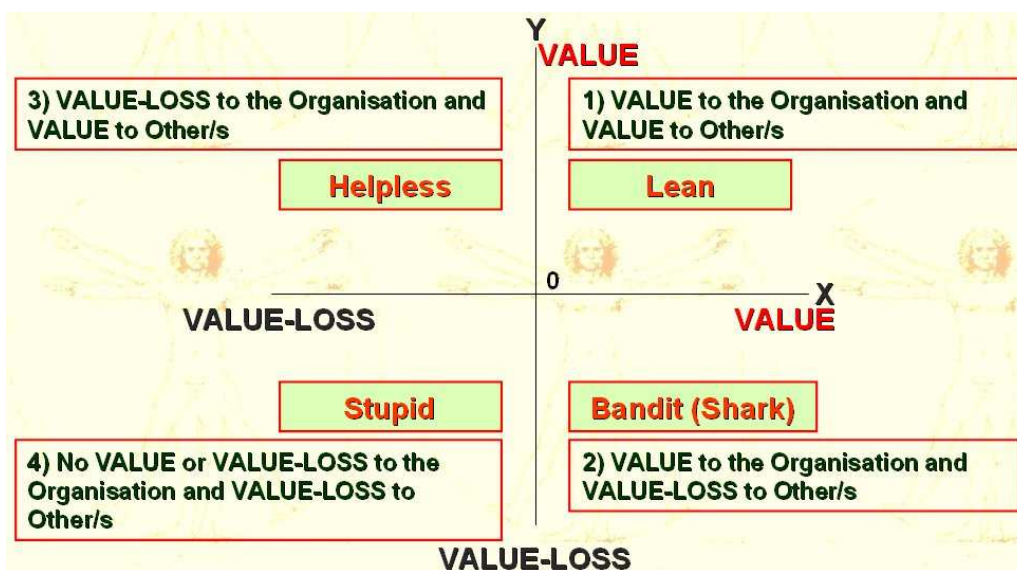 Y
VALUE
3) VALUE-LOSS to the Organisation and
VALUE to Other/s
1) VALUE to the Organisation and
VALUE to Other/s
Helpless
Lean
0
X
VALUE-LOSS
VALUE
Stupid
Bandit (Shark)
4) No VALUE or VALUE-LOSS to the
Organisation and VALUE-LOSS to
Other/s
2) VALUE to the Organisation and
VALUE-LOSS to Other/s
VALUE-LOSS